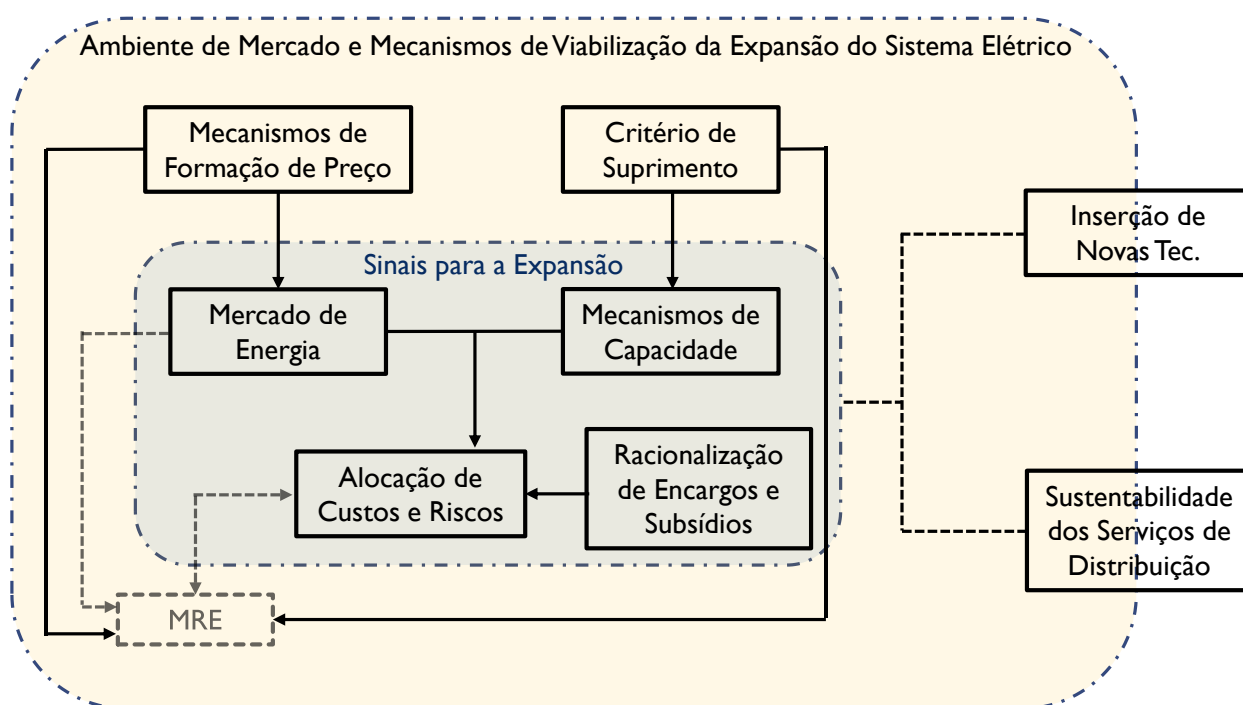 Ambiente de Mercado e Mecanismos de Viabilização da Expansão do Sistema Elétrico
Mecanismos de
Formação de Preço
Critério de
Suprimento
Inserção de
Novas Tec.
Sinais para a Expansão
Mercado de
Energia
Mecanismos de
Capacidade
Alocação de
Custos e Riscos
Racionalização
de Encargos e
Subsídios
Sustentabilidade
dos Serviços de
Distribuição
MRE